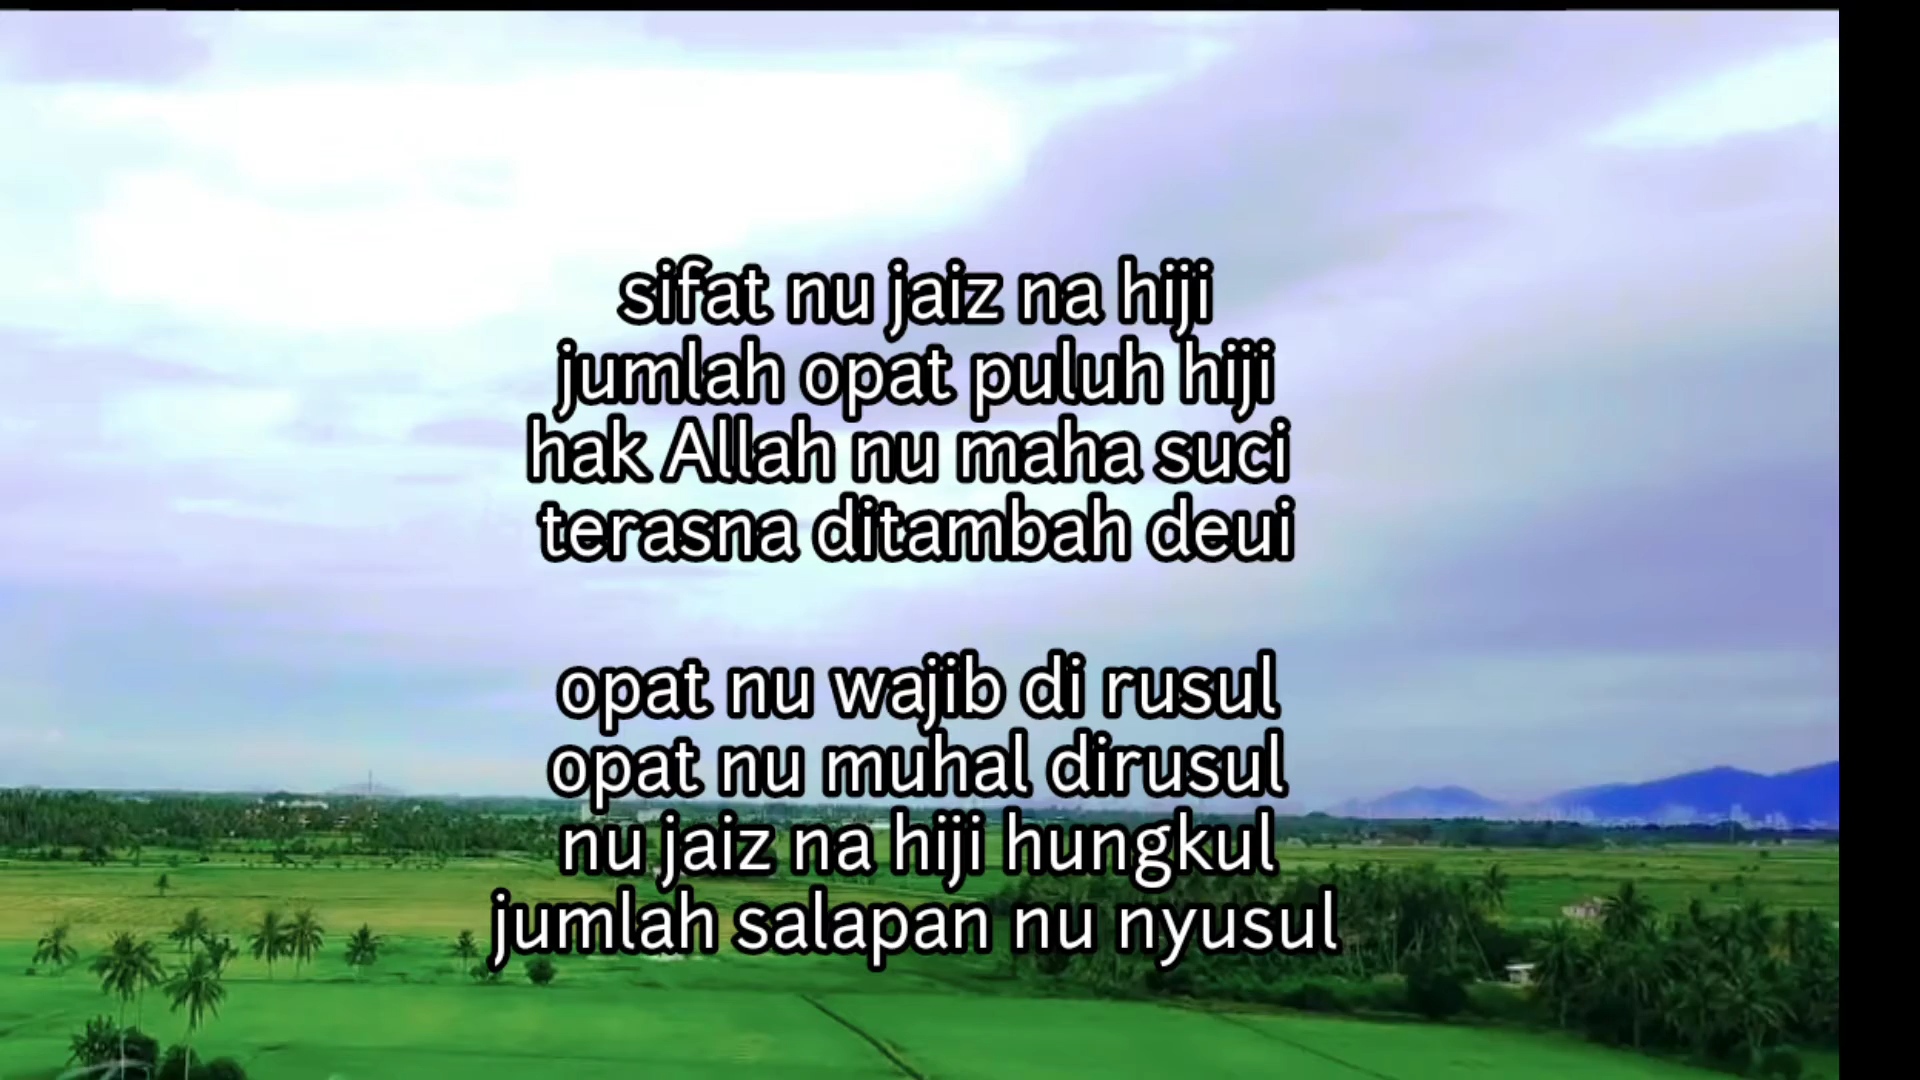 sifat nu jaiz na hiji
jumlah opat puluh hiji
hak Allah nu maha suci
terasna ditambah deui
opat nu wajib di rusul
opat nu muhal dirusul
nu jaiz na hiji hungkul
jumlah salapan nu nyusul